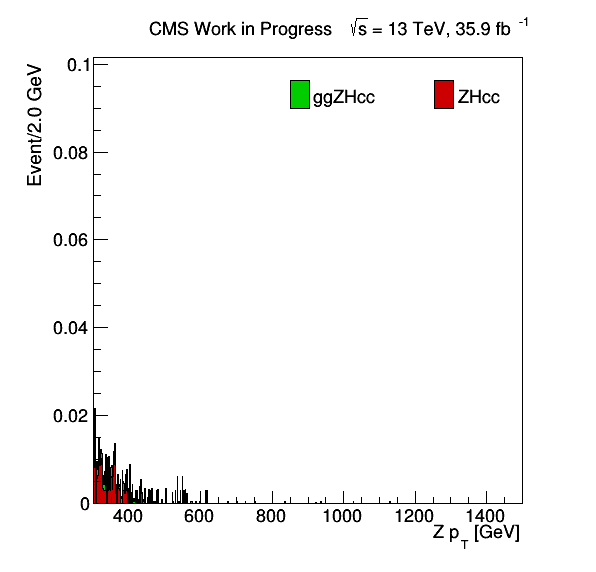 CMS Work in Progress √s = 13 TeV, 35.9 fb⁻¹
Event/2.0 GeV
ggZHcc ZHcc
0.1
0.08
0.06
0.04
0.02
0
400 600 800 1000 1200 1400
Z p_T [GeV]